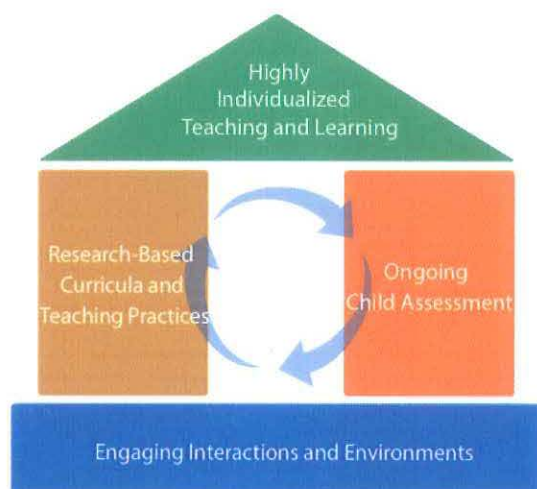 Highly
Individualized
Teaching and Learning
Research-Based
Curricula and
Teaching Practices
Ongoing
Child Assessment
Engaging Interactions and Environments